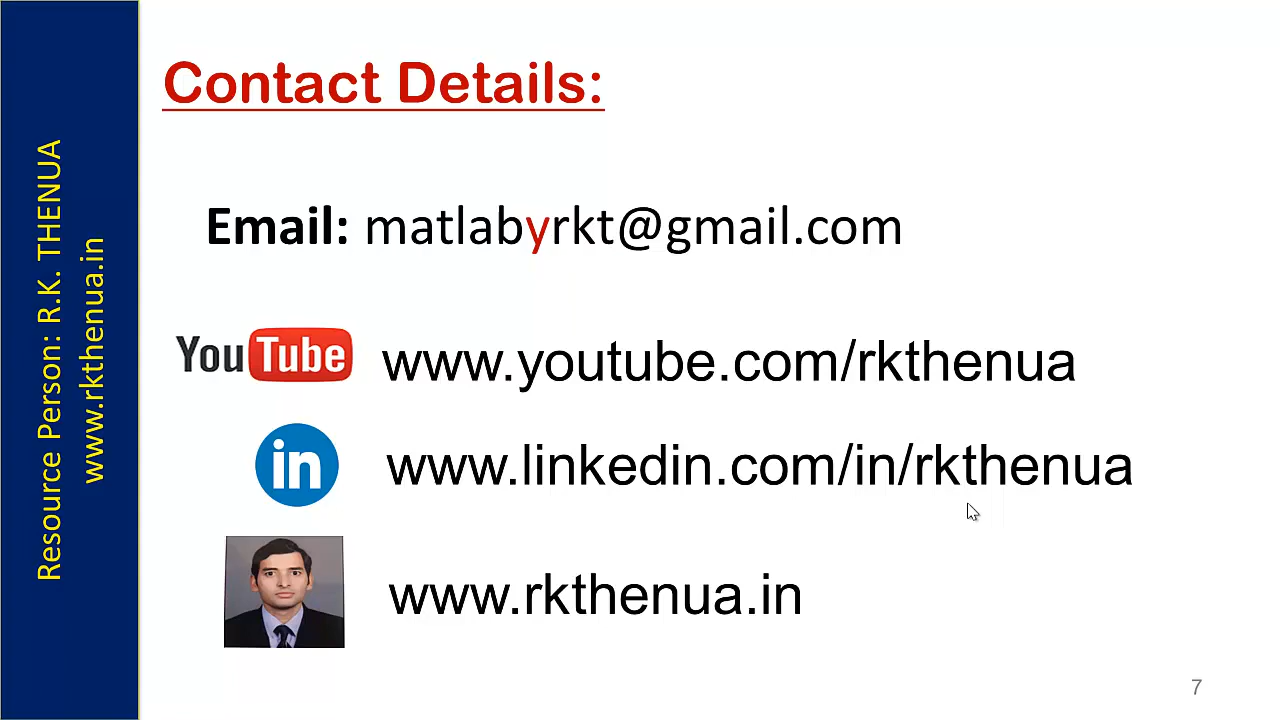 Resource Person: R.K. THENUA
www.rkthenua.in
Contact Details:
Email: matlabyrkt@gmail.com
YouTube www.youtube.com/rkthenua
in www.linkedin.com/in/rkthenua
www.rkthenua.in
7